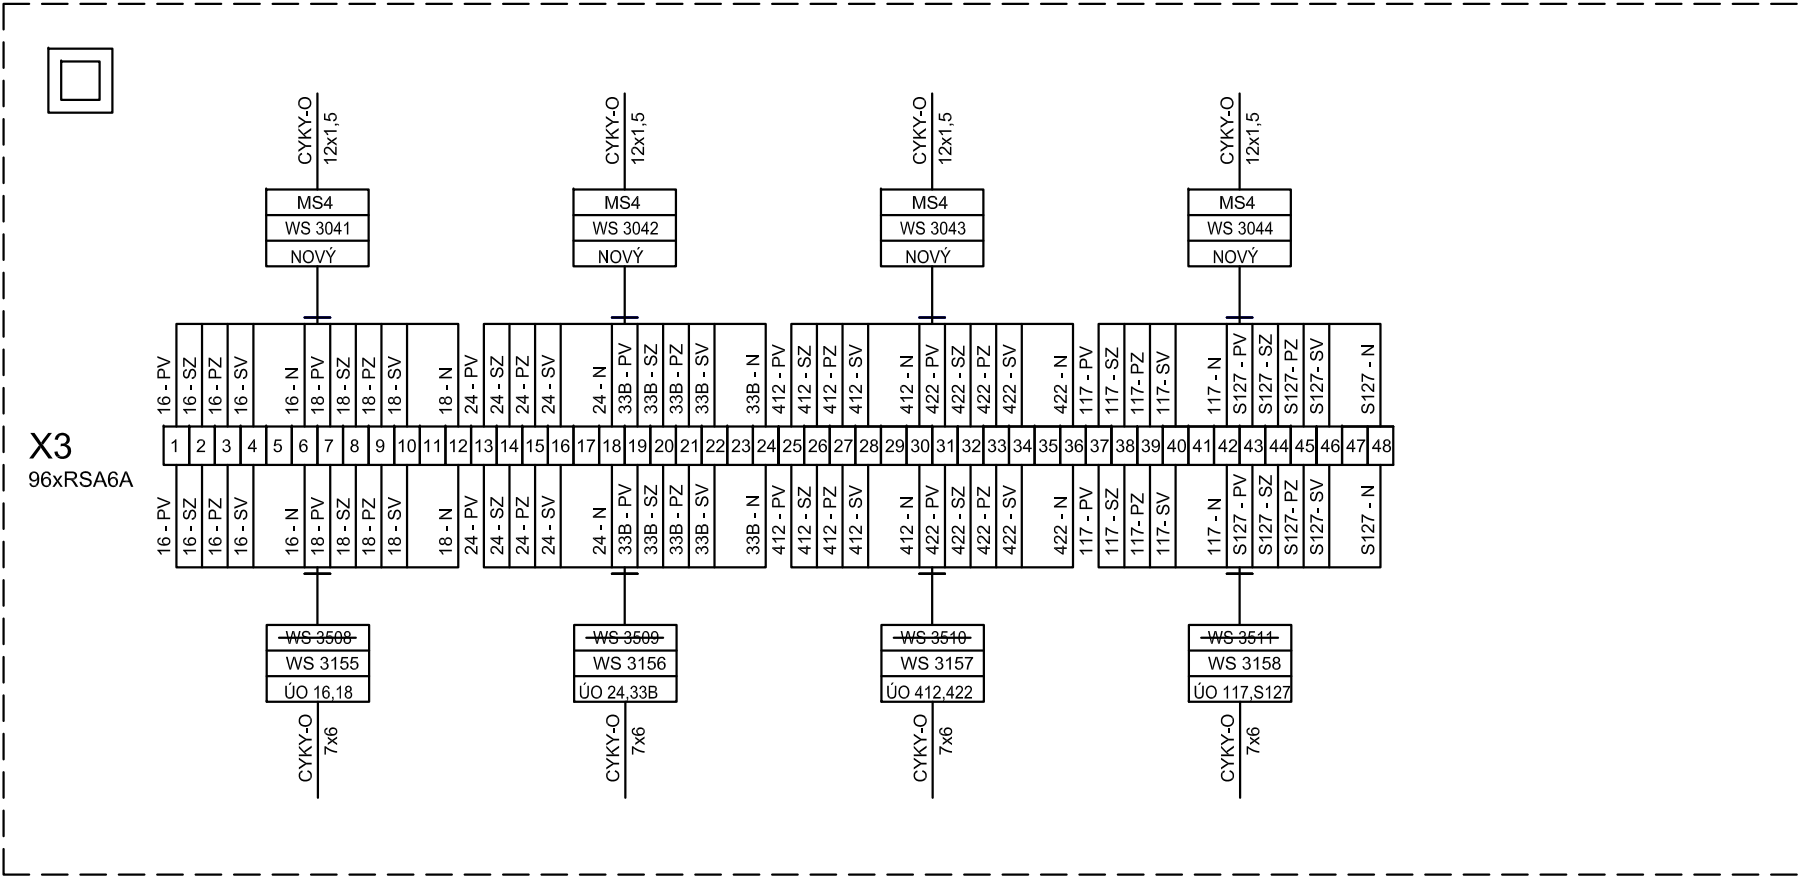 CYKY-O 12x1,5 CYKY-O 12x1,5 CYKY-O 12x1,5 CYKY-O 12x1,5
MS4 MS4 MS4 MS4
WS 3041 WS 3042 WS 3043 WS 3044
NOVÝ NOVÝ NOVÝ NOVÝ
16 - PV 16 - SZ 16 - PZ 16 - SV 16 - N 18 - PV 18 - SZ 18 - PZ 18 - SV 18 - N 24 - PV 24 - SZ 24 - PZ 24 - SV 24 - N 33B - PV 33B - SZ 33B - PZ 33B - SV 33B - N 412 - PV 412 - SZ 412 - PZ 412 - SV 412 - N 422 - PV 422 - SZ 422 - PZ 422 - SV 422 - N 117 - PV 117 - SZ 117- PZ 117- SV 117 - N S127 - PV S127 - SZ S127- PZ S127- SV S127 - N
X3 1 2 3 4 5 6 7 8 9 10 11 12 13 14 15 16 17 18 19 20 21 22 23 24 25 26 27 28 29 30 31 32 33 34 35 36 37 38 39 40 41 42 43 44 45 46 47 48
96xRSA6A
16 - PV 16 - SZ 16 - PZ 16 - SV 16 - N 18 - PV 18 - SZ 18 - PZ 18 - SV 18 - N 24 - PV 24 - SZ 24 - PZ 24 - SV 24 - N 33B - PV 33B - SZ 33B - PZ 33B - SV 33B - N 412 - PV 412 - SZ 412 - PZ 412 - SV 412 - N 422 - PV 422 - SZ 422 - PZ 422 - SV 422 - N 117 - PV 117 - SZ 117- PZ 117- SV 117 - N S127 - PV S127 - SZ S127- PZ S127- SV S127 - N
WS 3508 WS 3509 WS 3510 WS 3511
WS 3155 WS 3156 WS 3157 WS 3158
ÚO 16,18 ÚO 24,33B ÚO 412,422 ÚO 117,S127
CYKY-O 7x6 CYKY-O 7x6 CYKY-O 7x6 CYKY-O 7x6